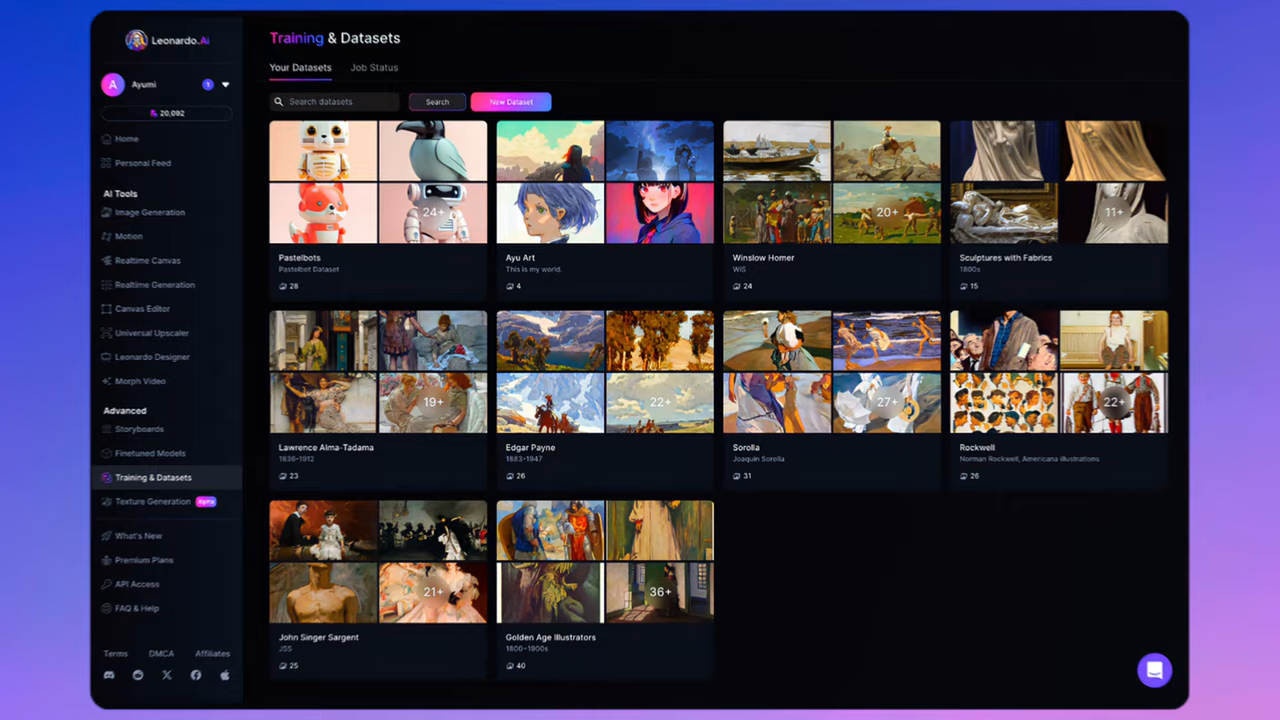 Leonardo.Ai
A Ayumi 1
20,092
Home
Personal Feed
AI Tools
Image Generation
Motion
Realtime Canvas
Realtime Generation
Canvas Editor
Universal Upscaler
Leonardo Designer
Morph Video
Advanced
Storyboards
Finetuned Models
Training & Datasets
Texture Generation Alpha
What's New
Premium Plans
API Access
FAQ & Help
Terms DMCA Affiliates
Training & Datasets
Your Datasets Job Status
Search datasets Search New Dataset
24+
Pastelbots
Pastelbot Dataset
28
Ayu Art
This is my world.
4
20+
Winslow Homer
WIS
24
11+
Sculptures with Fabrics
1800s
15
19+
Lawrence Alma-Tadama
1836-1912
23
22+
Edgar Payne
1883-1947
26
27+
Sorolla
Joaquin Sorolla
31
22+
Rockwell
Norman Rockwell, Americana illustrations
26
21+
John Singer Sargent
JSS
25
36+
Golden Age Illustrators
1800-1900s
40